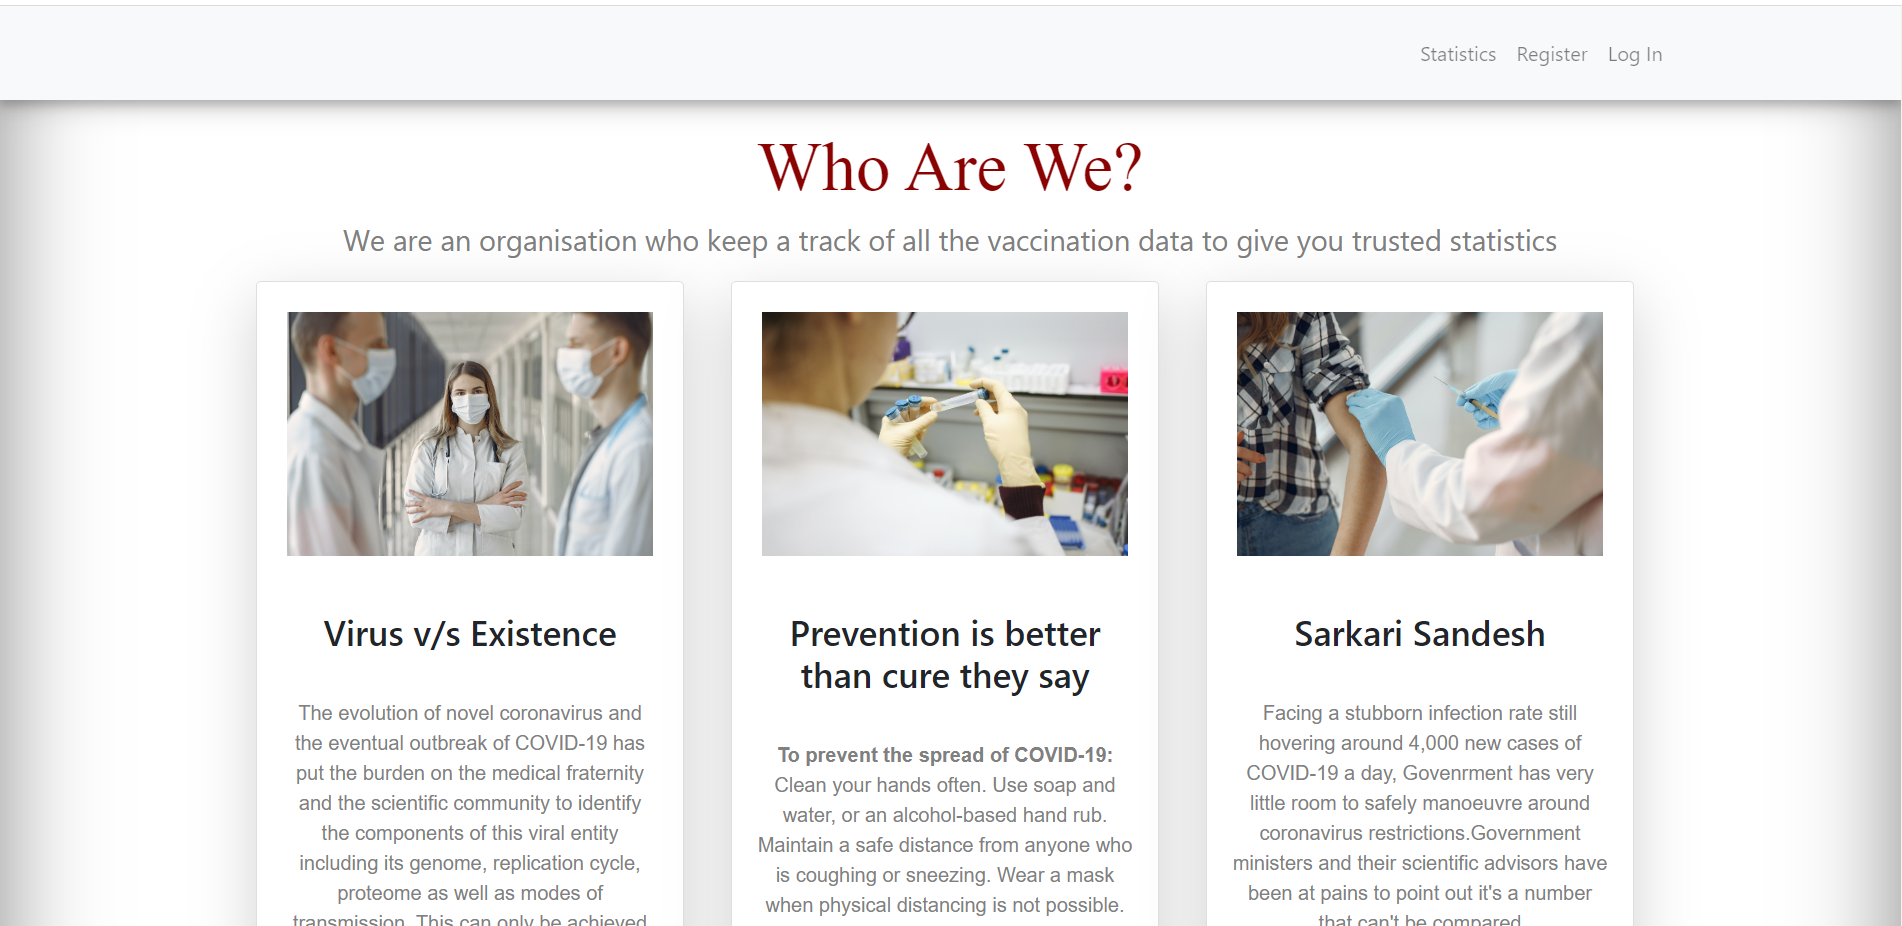 Statistics Register Log In
Who Are We?
We are an organisation who keep a track of all the vaccination data to give you trusted statistics
Virus v/s Existence
The evolution of novel coronavirus and
the eventual outbreak of COVID-19 has
put the burden on the medical fraternity
and the scientific community to identify
the components of this viral entity
including its genome, replication cycle,
proteome as well as modes of
transmission. This can only be achieved
Prevention is better
than cure they say
To prevent the spread of COVID-19:
Clean your hands often. Use soap and
water, or an alcohol-based hand rub.
Maintain a safe distance from anyone who
is coughing or sneezing. Wear a mask
when physical distancing is not possible.
Sarkari Sandesh
Facing a stubborn infection rate still
hovering around 4,000 new cases of
COVID-19 a day, Govenrment has very
little room to safely manoeuvre around
coronavirus restrictions.Government
ministers and their scientific advisors have
been at pains to point out it's a number
that can't be compared